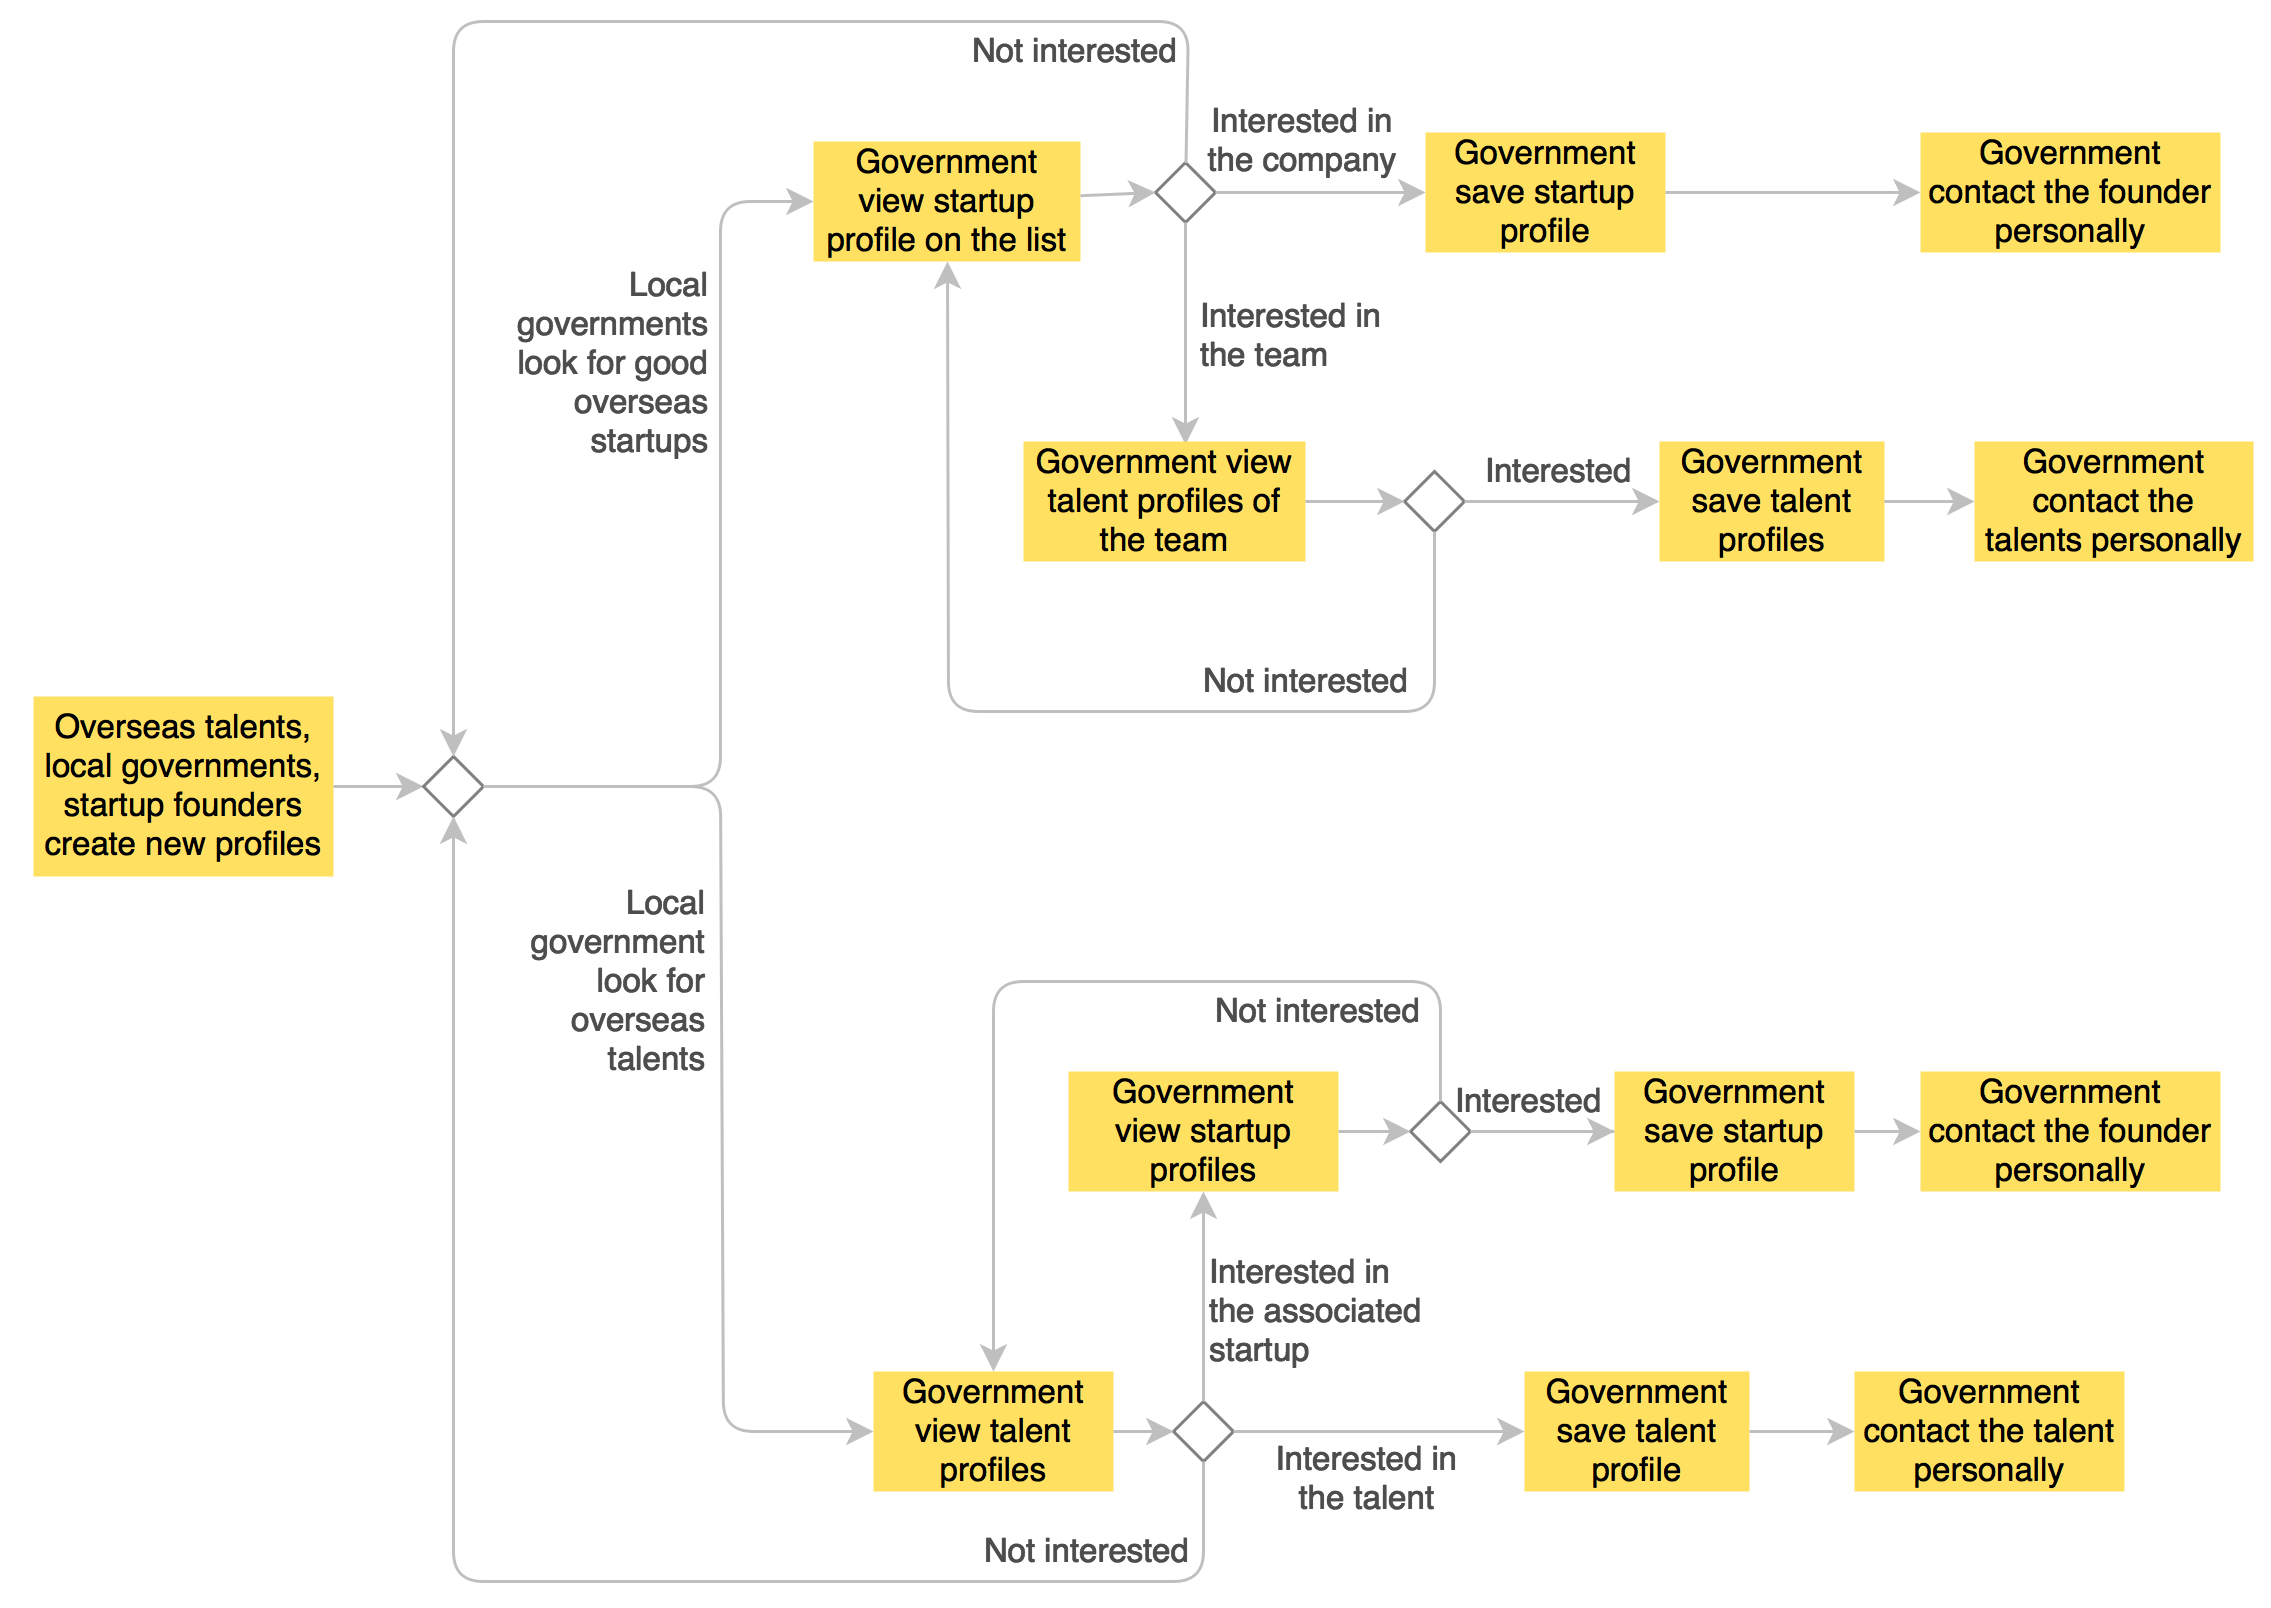 Not interested
Interested in
the company
Government
view startup
profile on the list
Government
save startup
profile
Government
contact the founder
personally
Local
governments
look for good
overseas
startups
Interested in
the team
Government view
talent profiles of
the team
Interested
Government
save talent
profiles
Government
contact the
talents personally
Not interested
Overseas talents,
local governments,
startup founders
create new profiles
Local
government
look for
overseas
talents
Not interested
Government
view startup
profiles
Interested
Government
save startup
profile
Government
contact the founder
personally
Interested in
the associated
startup
Government
view talent
profiles
Interested in
the talent
Government
save talent
profile
Government
contact the talent
personally
Not interested